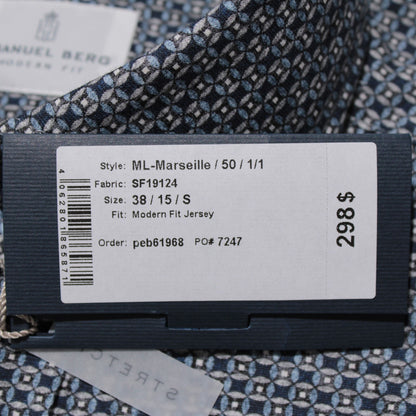 ANUEL BERG
MODERN FIT
Style: ML-Marseille / 50 / 1/1
Fabric: SF19124
Size: 38 / 15 / S
Fit: Modern Fit Jersey
Order: peb61968 PO# 7247
298$
4062801865871
STRETC